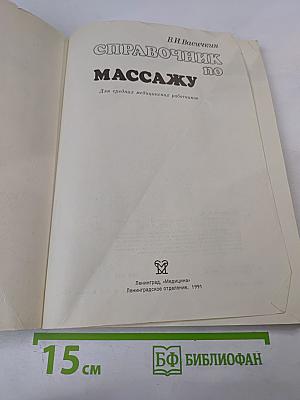 В.И.Васичкин
СПРАВОЧНИК
по
МАССАЖУ
Для средних медицинских работников
Ленинград, «Медицина»
Ленинградское отделение, 1991
15 см
БФ БИБЛИОФАН